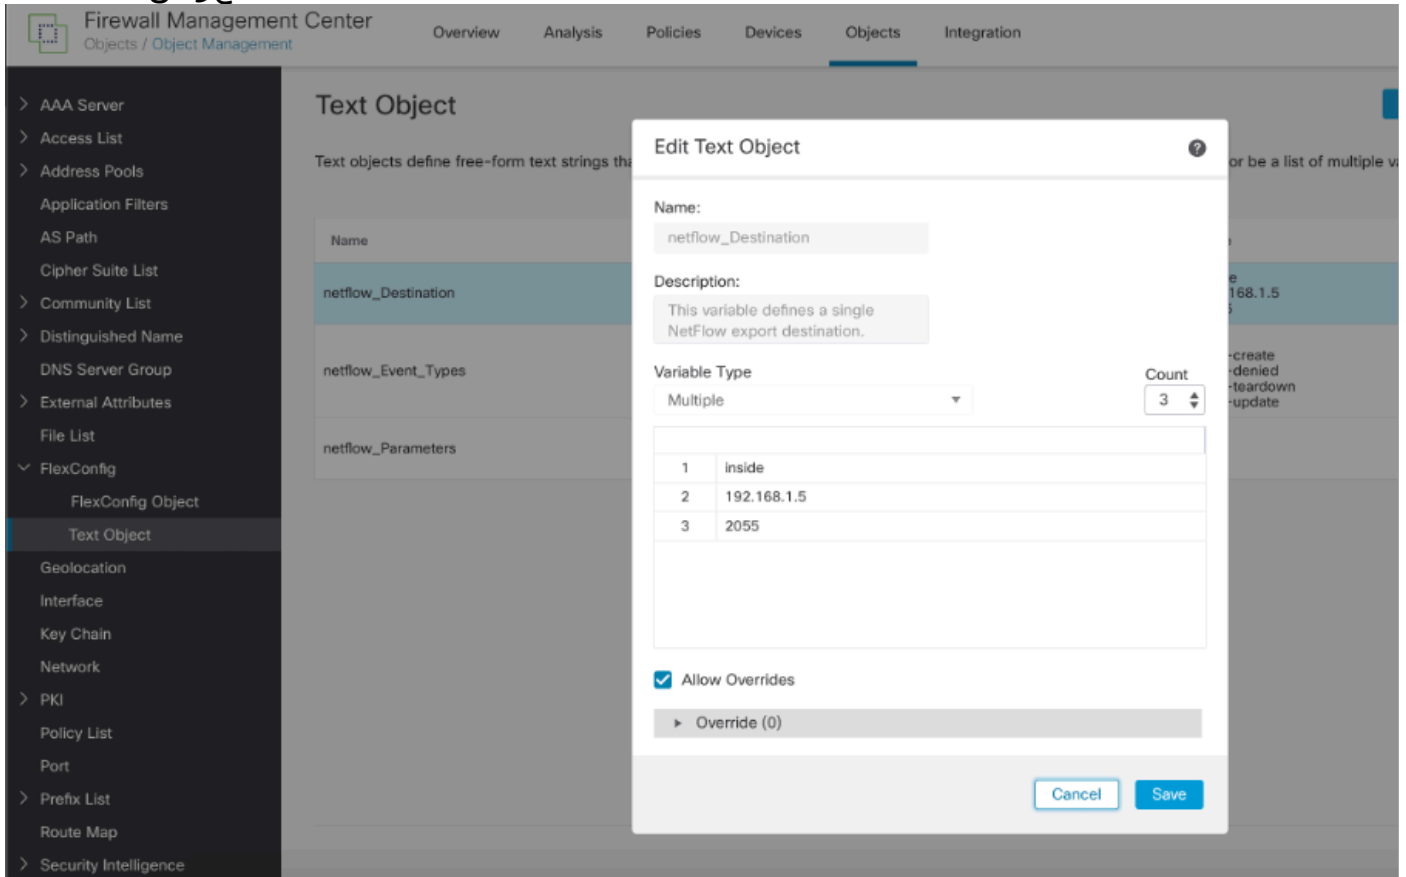 Firewall Management Center
Objects / Object Management
Overview Analysis Policies Devices Objects Integration
AAA Server
Access List
Address Pools
Application Filters
AS Path
Cipher Suite List
Community List
Distinguished Name
DNS Server Group
External Attributes
File List
FlexConfig
FlexConfig Object
Text Object
Geolocation
Interface
Key Chain
Network
PKI
Policy List
Port
Prefix List
Route Map
Security Intelligence
Text Object
Text objects define free-form text strings
or be a list of multiple
Name
netflow_Destination
168.1.5
netflow_Event_Types
-create
-denied
-teardown
-update
netflow_Parameters
Edit Text Object
Name:
netflow_Destination
Description:
This variable defines a single
NetFlow export destination.
Variable Type
Count
Multiple
3
1 inside
2 192.168.1.5
3 2055
Allow Overrides
Override (0)
Cancel Save